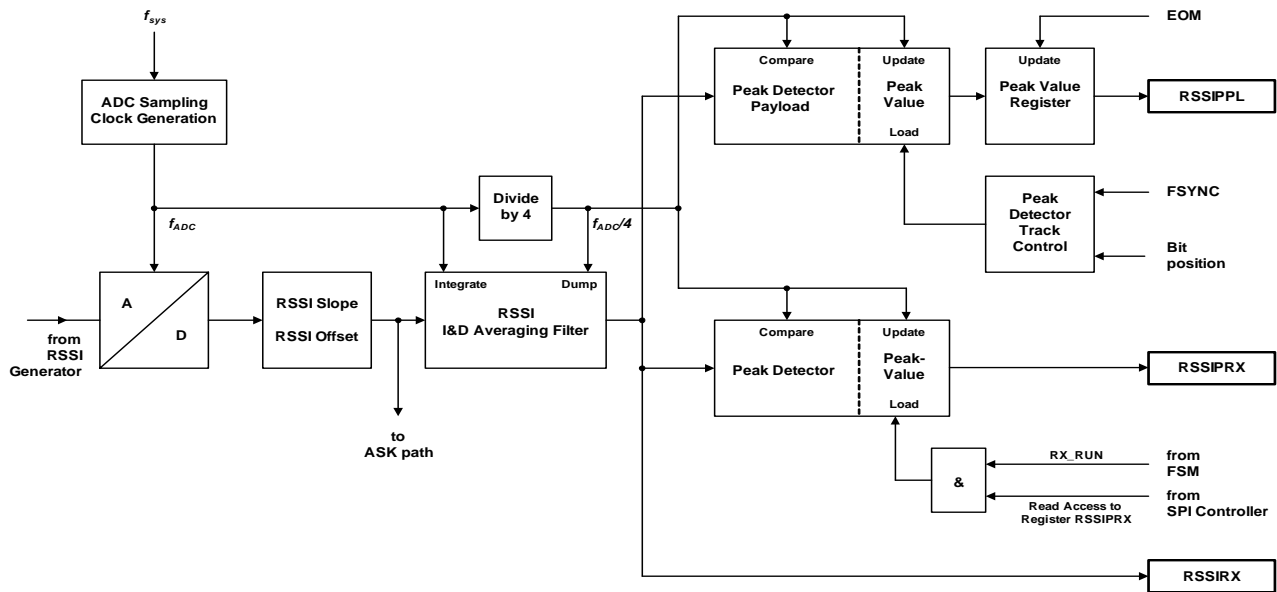 f_sys
EOM
ADC Sampling
Clock Generation
Compare
Update
Peak Detector
Payload
Peak
Value
Load
Update
Peak Value
Register
RSSIPPL
f_ADC
Divide
by 4
f_ADC/4
Peak
Detector
Track
Control
FSYNC
Bit
position
A
D
from
RSSI
Generator
RSSI Slope
RSSI Offset
Integrate
Dump
RSSI
I&D Averaging Filter
to
ASK path
Compare
Update
Peak Detector
Peak-
Value
Load
RSSIPRX
&
RX_RUN
from
FSM
Read Access to
Register RSSIPRX
from
SPI Controller
RSSIRX